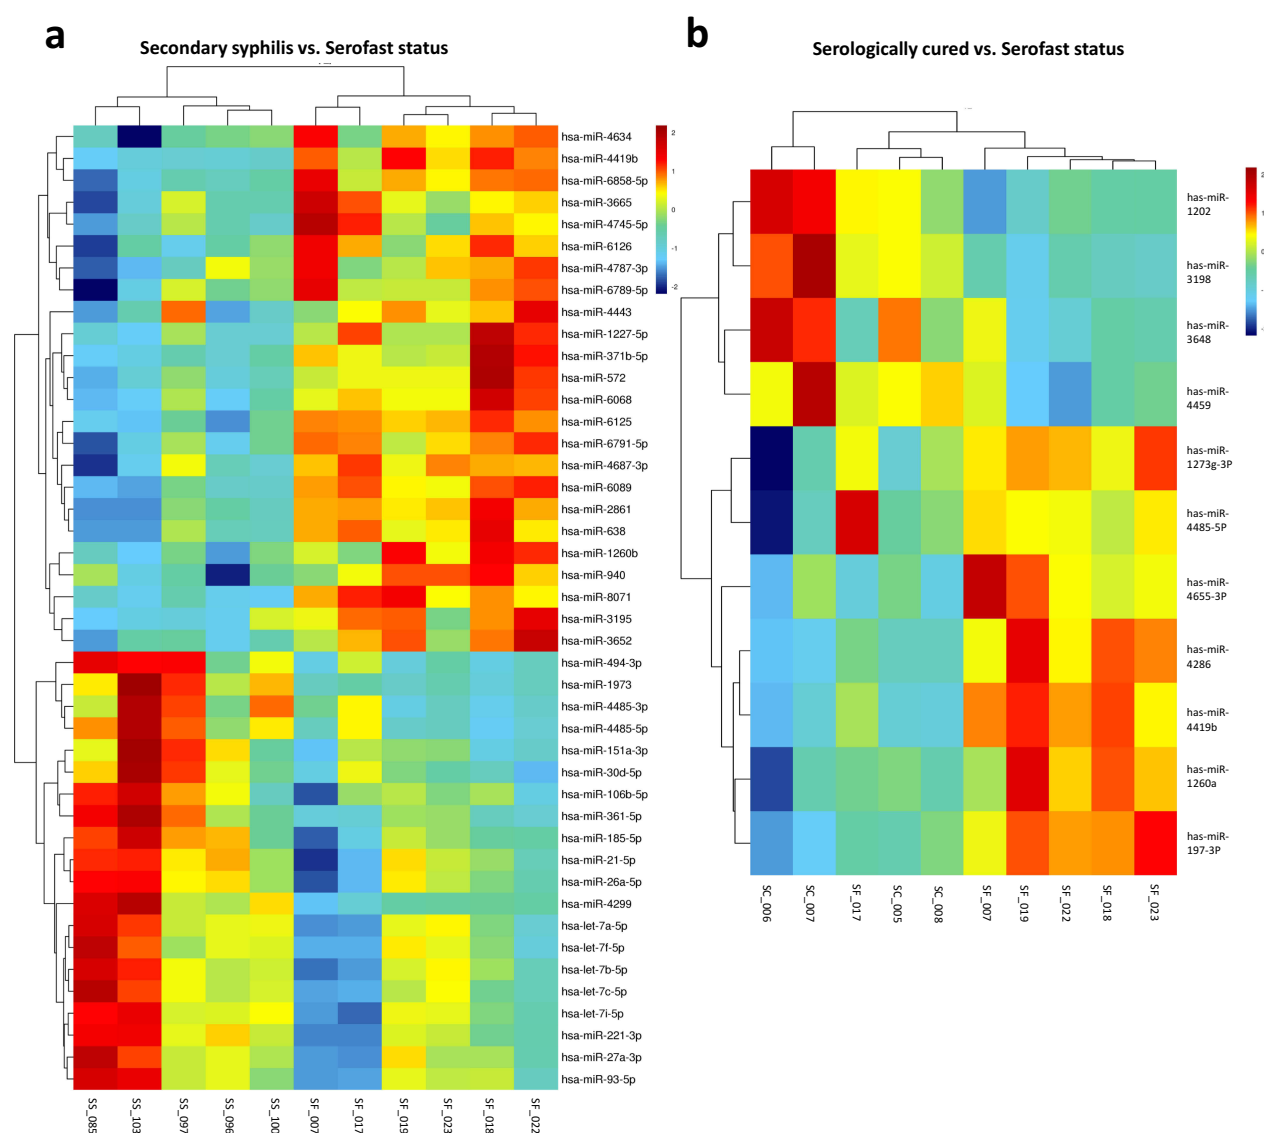 a
Secondary syphilis vs. Serofast status
hsa-miR-4634
hsa-miR-4419b
hsa-miR-6858-5p
hsa-miR-3665
hsa-miR-4745-5p
hsa-miR-6126
hsa-miR-4787-3p
hsa-miR-6789-5p
hsa-miR-4443
hsa-miR-1227-5p
hsa-miR-371b-5p
hsa-miR-572
hsa-miR-6068
hsa-miR-6125
hsa-miR-6791-5p
hsa-miR-4687-3p
hsa-miR-6089
hsa-miR-2861
hsa-miR-638
hsa-miR-1260b
hsa-miR-940
hsa-miR-8071
hsa-miR-3195
hsa-miR-3652
hsa-miR-494-3p
hsa-miR-1973
hsa-miR-4485-3p
hsa-miR-4485-5p
hsa-miR-151a-3p
hsa-miR-30d-5p
hsa-miR-106b-5p
hsa-miR-361-5p
hsa-miR-185-5p
hsa-miR-21-5p
hsa-miR-26a-5p
hsa-miR-4299
hsa-let-7a-5p
hsa-let-7f-5p
hsa-let-7b-5p
hsa-let-7c-5p
hsa-let-7i-5p
hsa-miR-221-3p
hsa-miR-27a-3p
hsa-miR-93-5p
2
1
0
-1
-2
SS_085
SS_103
SS_097
SS_096
SS_100
SF_007
SF_017
SF_019
SF_023
SF_018
SF_022
b
Serologically cured vs. Serofast status
has-miR-
1202
has-miR-
3198
has-miR-
3648
has-miR-
4459
has-miR-
1273g-3P
has-miR-
4485-5P
has-miR-
4655-3P
has-miR-
4286
has-miR-
4419b
has-miR-
1260a
has-miR-
197-3P
2
1
0
SC_006
SC_007
SF_017
SC_005
SC_008
SF_007
SF_019
SF_022
SF_018
SF_023